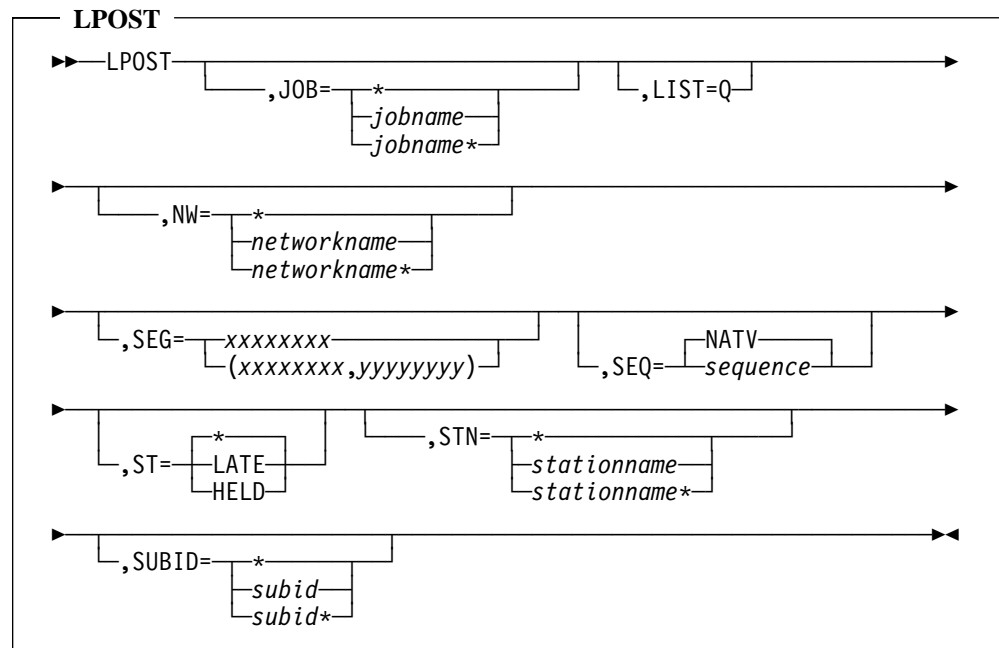 LPOST
LPOST
,JOB= * ,LIST=Q
jobname
jobname*
,NW= *
networkname
networkname*
,SEG= xxxxxxxx NATV
(xxxxxxxx,yyyyyyyy) ,SEQ= sequence
*
,ST= LATE ,STN= *
HELD stationname
stationname*
,SUBID= *
subid
subid*